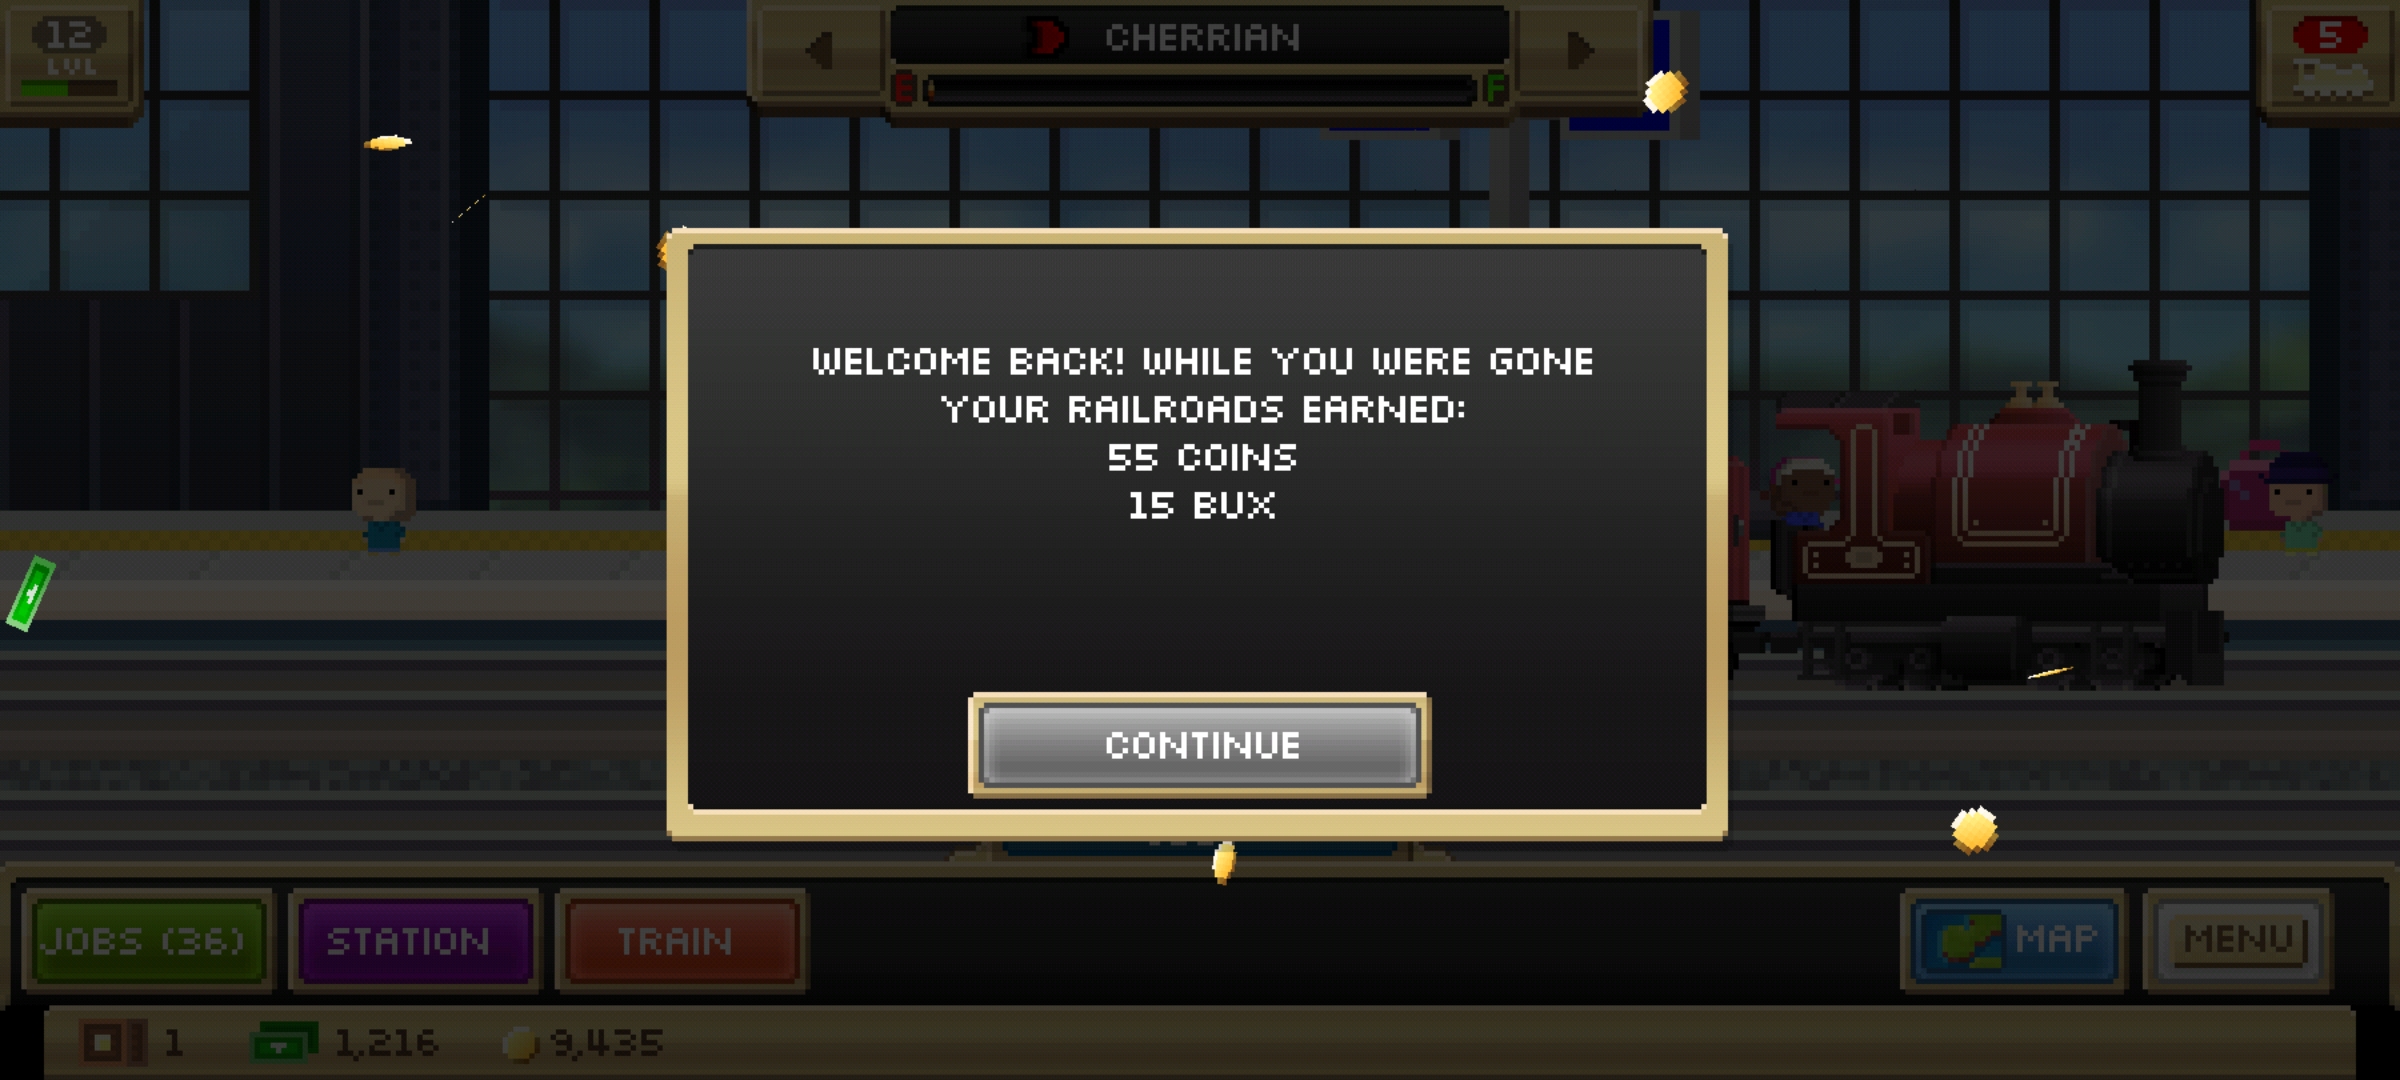 12
LVL
CHERRIAN
E F
5
WELCOME BACK! WHILE YOU WERE GONE
YOUR RAILROADS EARNED:
55 COINS
15 BUX
CONTINUE
JOBS (36) STATION TRAIN MAP MENU
1 1,216 9,435